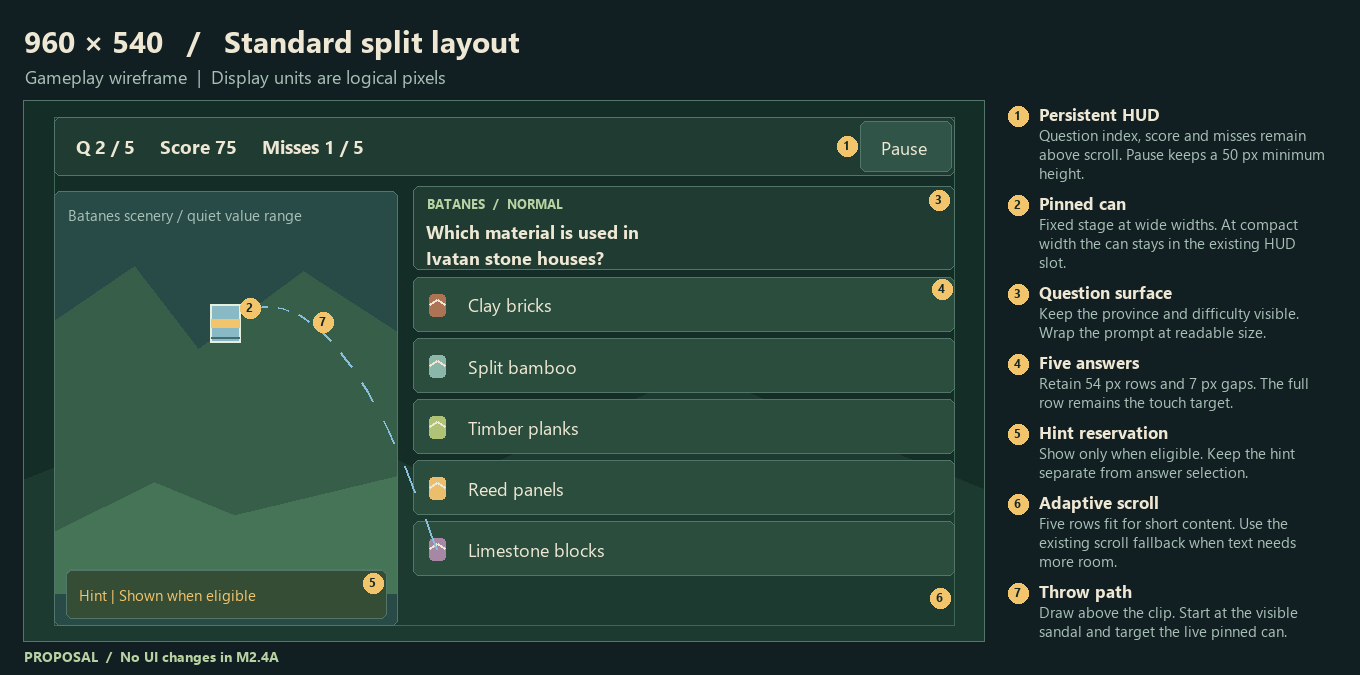 960 × 540 / Standard split layout
Gameplay wireframe | Display units are logical pixels
Q 2 / 5 Score 75 Misses 1 / 5
1
Pause
Batanes scenery / quiet value range
2
7
Hint | Shown when eligible
5
BATANES / NORMAL
3
Which material is used in
Ivatan stone houses?
Clay bricks
4
Split bamboo
Timber planks
Reed panels
Limestone blocks
6
1 Persistent HUD
Question index, score and misses remain
above scroll. Pause keeps a 50 px minimum
height.
2 Pinned can
Fixed stage at wide widths. At compact
width the can stays in the existing HUD
slot.
3 Question surface
Keep the province and difficulty visible.
Wrap the prompt at readable size.
4 Five answers
Retain 54 px rows and 7 px gaps. The full
row remains the touch target.
5 Hint reservation
Show only when eligible. Keep the hint
separate from answer selection.
6 Adaptive scroll
Five rows fit for short content. Use the
existing scroll fallback when text needs
more room.
7 Throw path
Draw above the clip. Start at the visible
sandal and target the live pinned can.
PROPOSAL / No UI changes in M2.4A